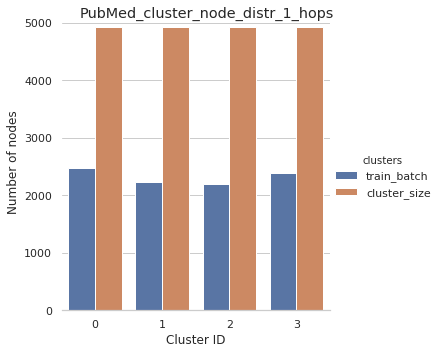 PubMed_cluster_node_distr_1_hops
5000
4000
3000
2000
1000
0
Number of nodes
0 1 2 3
Cluster ID
clusters
train_batch
cluster_size